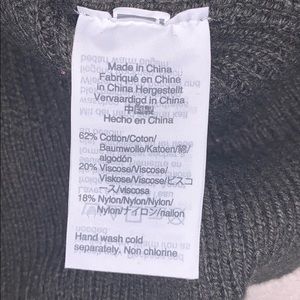 Made in China
Fabriqué en Chine
in China Hergestellt
Vervaardigd in China
中国製
Hecho en China
62% Cotton/Coton/
Baumwolle/Katoen/綿/
algodón
20% Viscose/Viscose/
Viskose/Viscose/ビスコ
ース/viscosa
18% Nylon/Nylon/Nylon/
Nylon/ナイロン/nailon
Hand wash cold
separately. Non chlorine